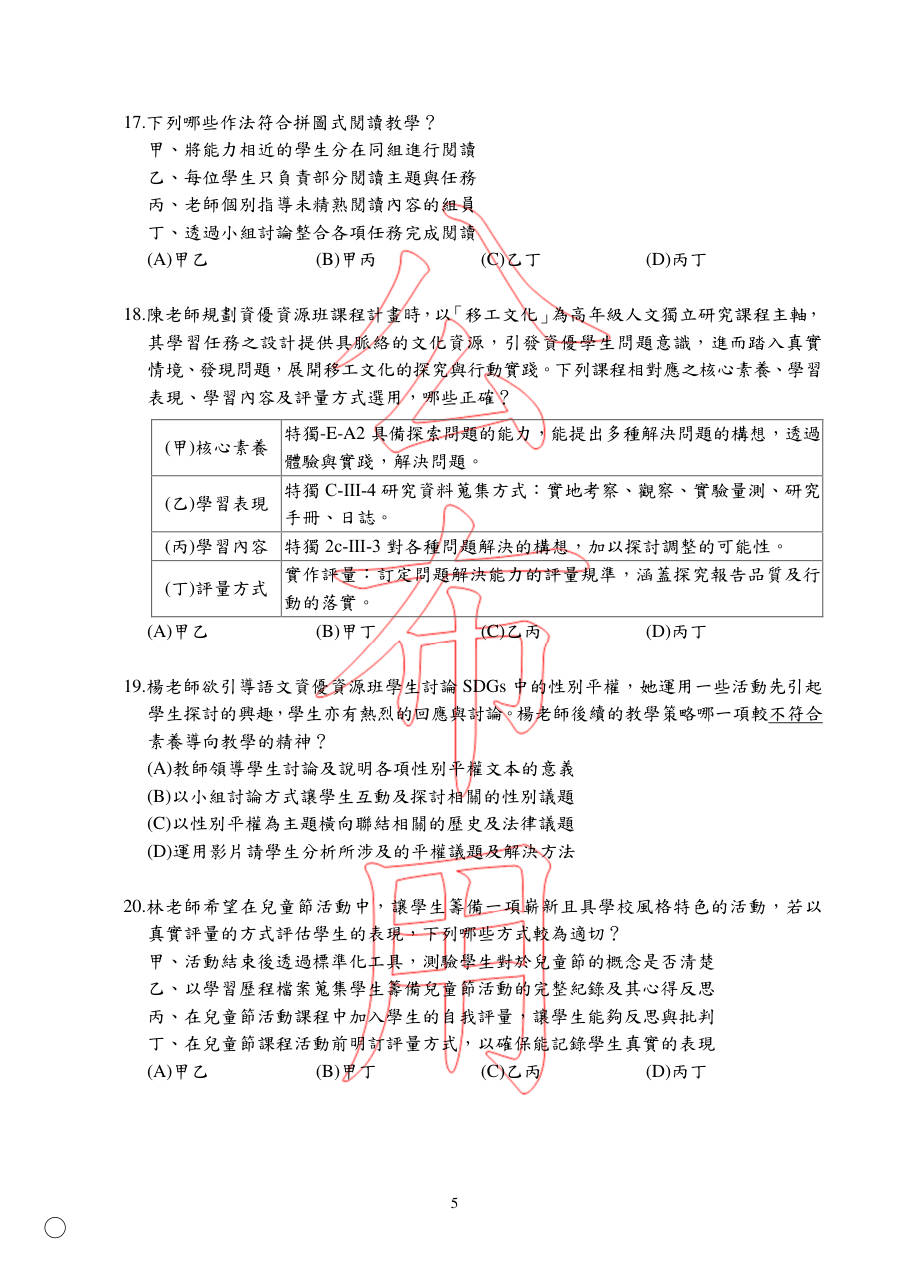 17.下列哪些作法符合拼圖式閱讀教學？
甲、將能力相近的學生分在同組進行閱讀
乙、每位學生只負責部分閱讀主題與任務
丙、老師個別指導未精熟閱讀內容的組員
丁、透過小組討論整合各項任務完成閱讀
(A)甲乙 (B)甲丙 (C)乙丁 (D)丙丁
18.陳老師規劃資優資源班課程計畫時，以「移工文化」為高年級人文獨立研究課程主軸，
其學習任務之設計提供具脈絡的文化資源，引發資優學生問題意識，進而踏入真實
情境、發現問題，展開移工文化的探究與行動實踐。下列課程相對應之核心素養、學習
表現、學習內容及評量方式選用，哪些正確？
(甲)核心素養 特獨-E-A2 具備探索問題的能力，能提出多種解決問題的構想，透過
體驗與實踐，解決問題。
(乙)學習表現 特獨 C-III-4 研究資料蒐集方式：實地考察、觀察、實驗量測、研究
手冊、日誌。
(丙)學習內容 特獨 2c-III-3 對各種問題解決的構想，加以探討調整的可能性。
(丁)評量方式 實作評量：訂定問題解決能力的評量規準，涵蓋探究報告品質及行
動的落實。
(A)甲乙 (B)甲丁 (C)乙丙 (D)丙丁
19.楊老師欲引導語文資優資源班學生討論 SDGs 中的性別平權，她運用一些活動先引起
學生探討的興趣，學生亦有熱烈的回應與討論。楊老師後續的教學策略哪一項較不符合
素養導向教學的精神？
(A)教師領導學生討論及說明各項性別平權文本的意義
(B)以小組討論方式讓學生互動及探討相關的性別議題
(C)以性別平權為主題橫向聯結相關的歷史及法律議題
(D)運用影片請學生分析所涉及的平權議題及解決方法
20.林老師希望在兒童節活動中，讓學生籌備一項嶄新且具學校風格特色的活動，若以
真實評量的方式評估學生的表現，下列哪些方式較為適切？
甲、活動結束後透過標準化工具，測驗學生對於兒童節的概念是否清楚
乙、以學習歷程檔案蒐集學生籌備兒童節活動的完整紀錄及其心得反思
丙、在兒童節活動課程中加入學生的自我評量，讓學生能夠反思與批判
丁、在兒童節課程活動前明訂評量方式，以確保能記錄學生真實的表現
(A)甲乙 (B)甲丁 (C)乙丙 (D)丙丁
5
公布用